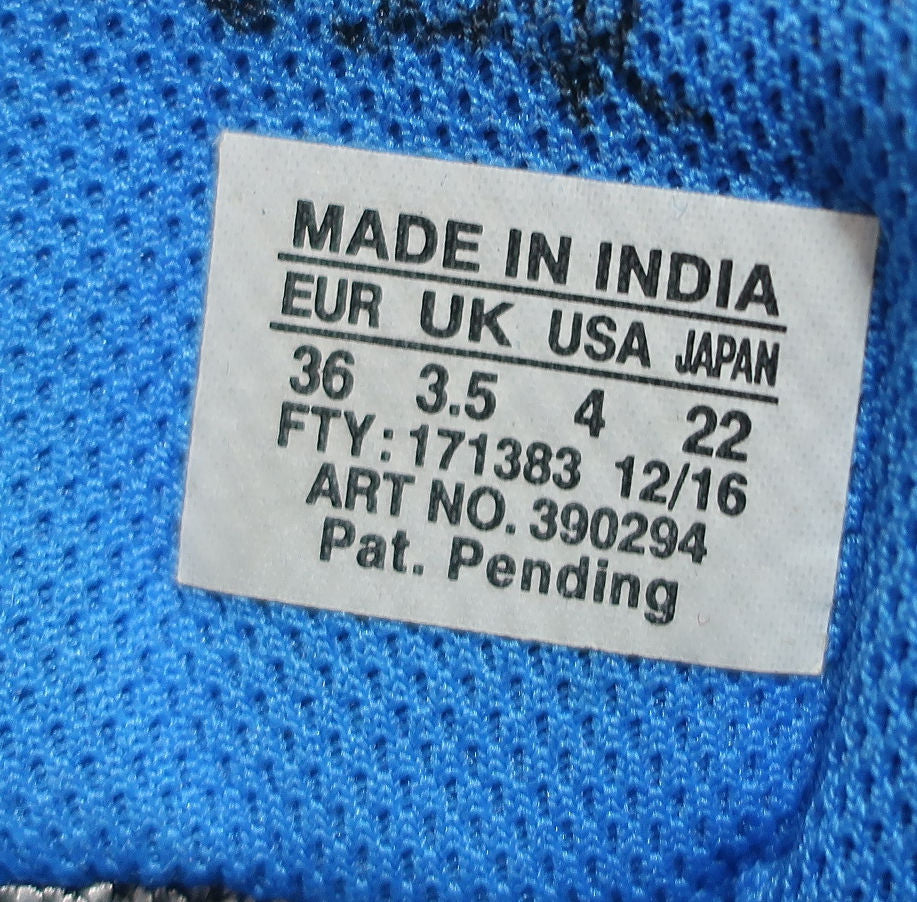 MADE IN INDIA
EUR UK USA JAPAN
36 3.5 4 22
FTY: 171383 12/16
ART NO. 390294
Pat. Pending